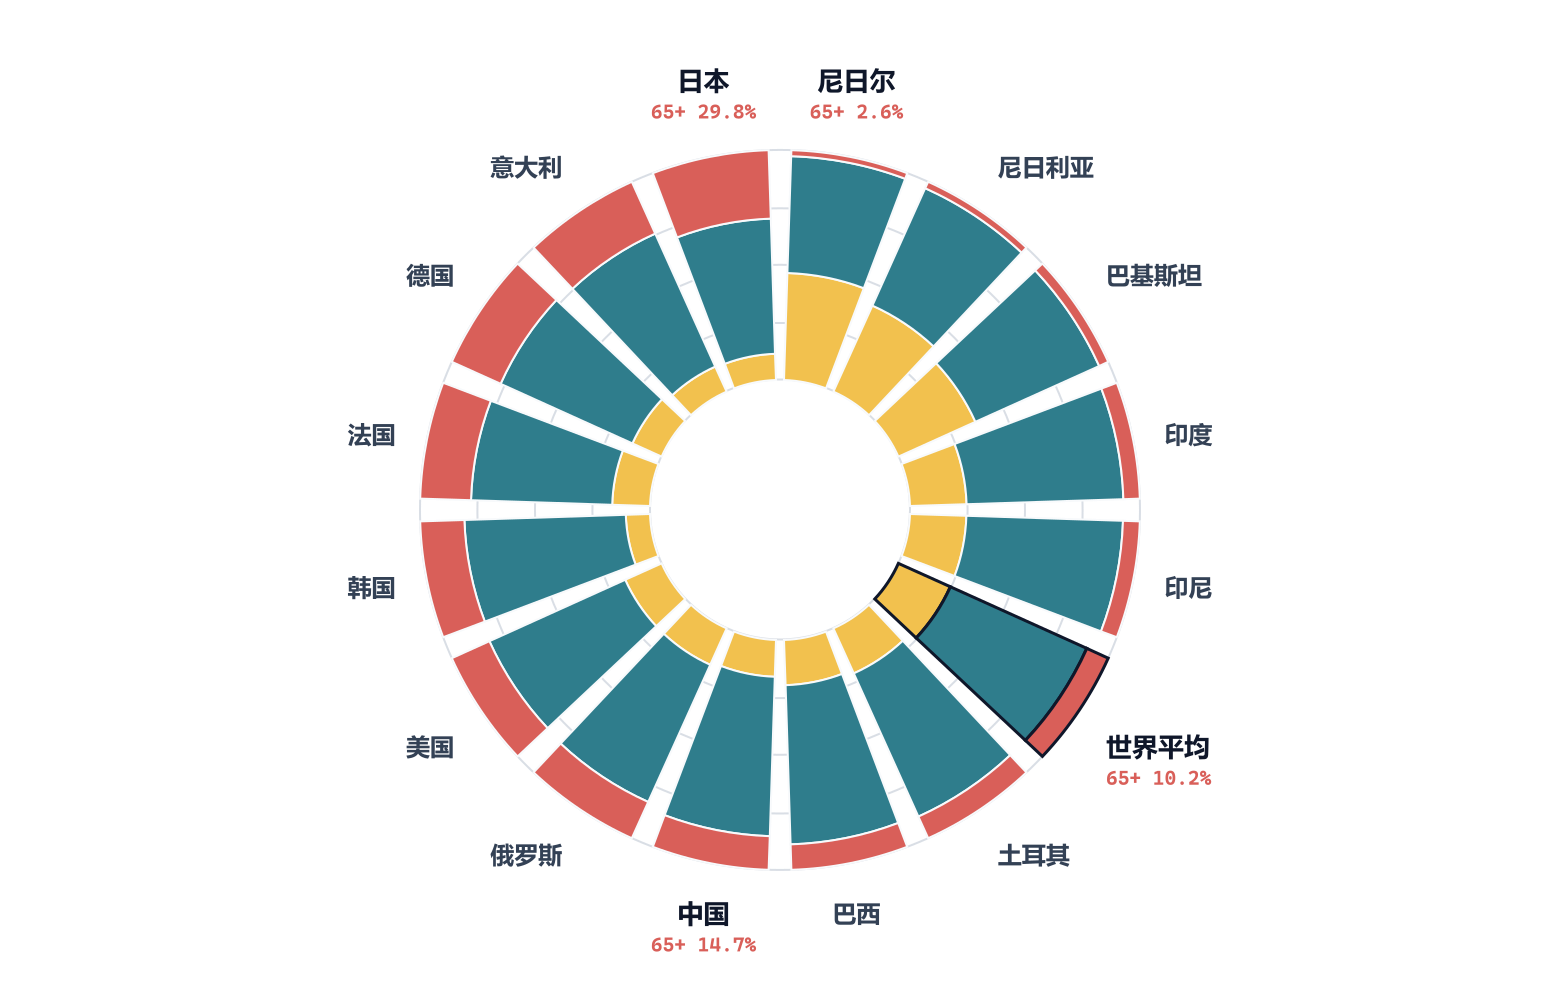 日本
65+ 29.8%
尼日尔
65+ 2.6%
意大利
尼日利亚
德国
巴基斯坦
法国
印度
韩国
印尼
美国
世界平均
65+ 10.2%
俄罗斯
土耳其
中国
65+ 14.7%
巴西